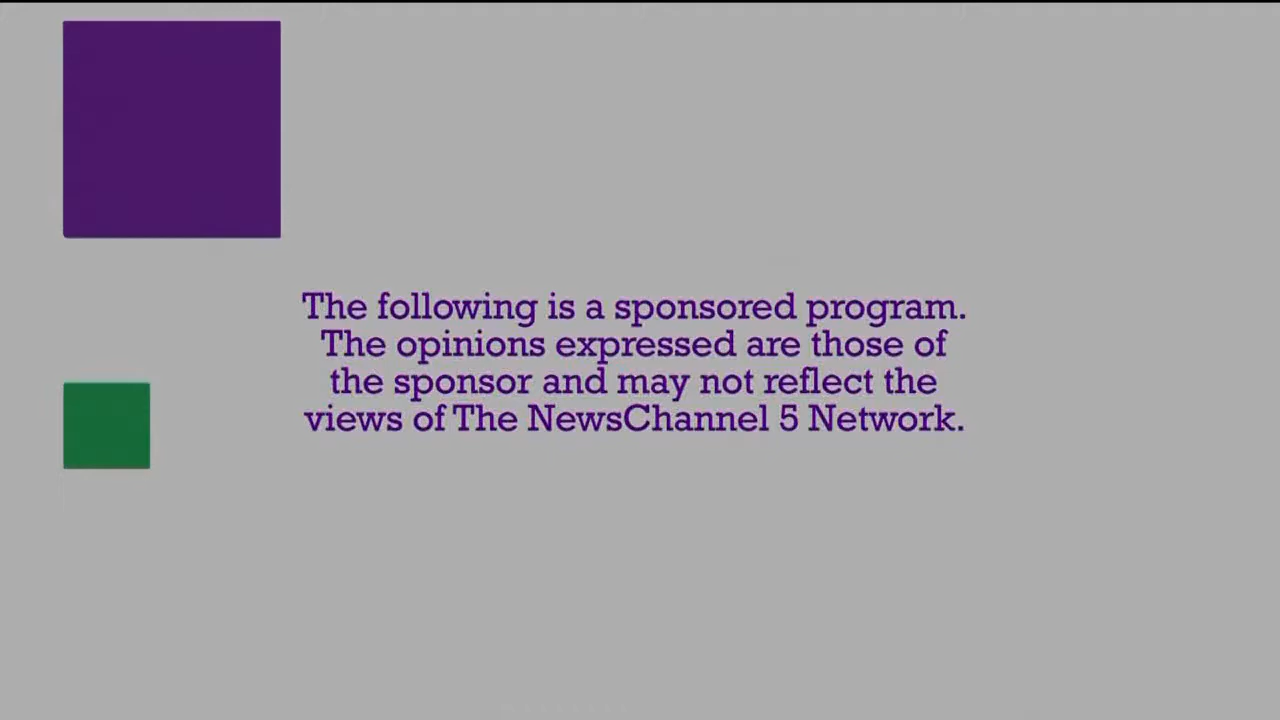 The following is a sponsored program.
The opinions expressed are those of
the sponsor and may not reflect the
views of The NewsChannel 5 Network.